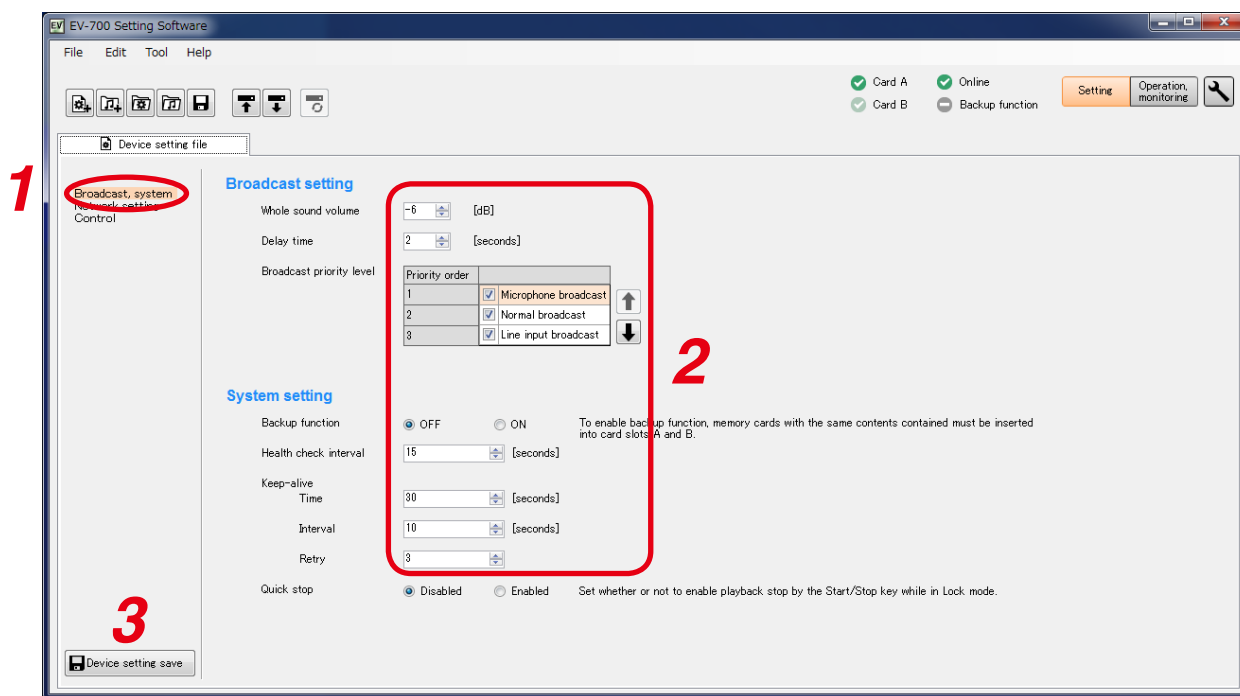 EV EV-700 Setting Software
File Edit Tool Help
Card A Online
Card B Backup function
Setting
Operation,
monitoring
Device setting file
1
Broadcast, system
Network setting
Control
Broadcast setting
Whole sound volume -6 [dB]
Delay time 2 [seconds]
Broadcast priority level
Priority order
1 Microphone broadcast
2 Normal broadcast
3 Line input broadcast
2
System setting
Backup function OFF ON To enable backup function, memory cards with the same contents contained must be inserted
into card slots A and B.
Health check interval 15 [seconds]
Keep-alive
Time 30 [seconds]
Interval 10 [seconds]
Retry 3
Quick stop Disabled Enabled Set whether or not to enable playback stop by the Start/Stop key while in Lock mode.
3
Device setting save